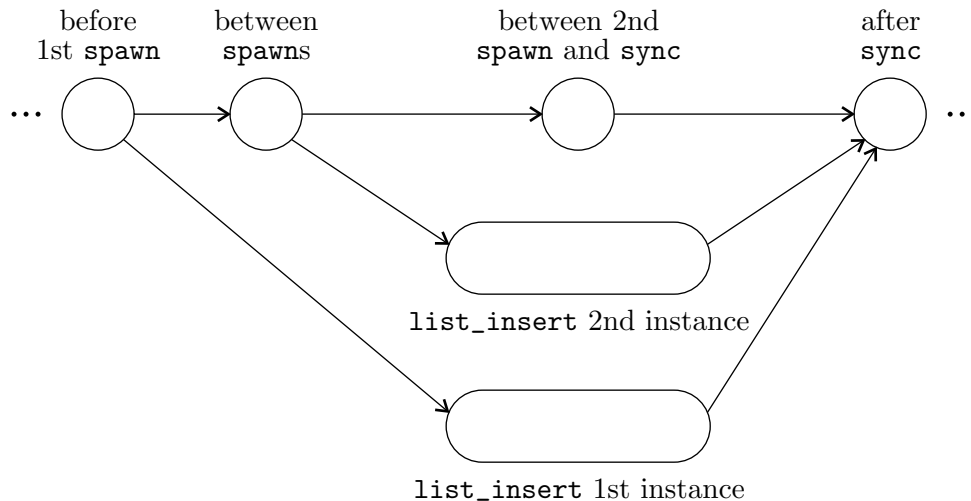 before
1st spawn
between
spawns
between 2nd
spawn and sync
after
sync
...
..
list_insert 2nd instance
list_insert 1st instance